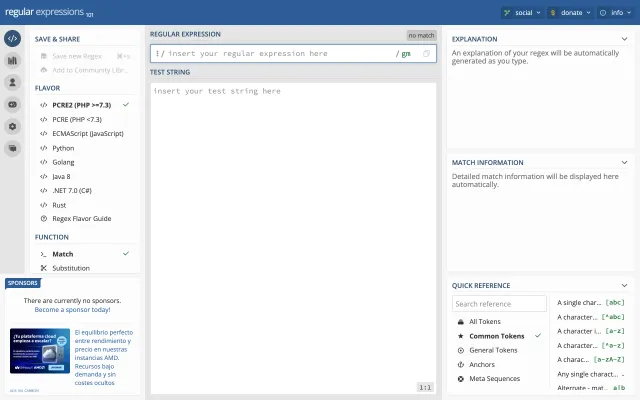 regular expressions 101
social
donate
info
SAVE & SHARE
Save new Regex ⌘+s
Add to Community Libr...
FLAVOR
PCRE2 (PHP >=7.3)
PCRE (PHP <7.3)
ECMAScript (JavaScript)
Python
Golang
Java 8
.NET 7.0 (C#)
Rust
Regex Flavor Guide
FUNCTION
Match
Substitution
SPONSORS
There are currently no sponsors.
Become a sponsor today!
¿Tu plataforma cloud
empieza a escalar?
El equilibrio perfecto
entre rendimiento y
precio en nuestras
instancias AMD.
Recursos bajo
demanda y sin
costes ocultos
REGULAR EXPRESSION
no match
/ insert your regular expression here / gm
TEST STRING
insert your test string here
1:1
EXPLANATION
An explanation of your regex will be automatically
generated as you type.
MATCH INFORMATION
Detailed match information will be displayed here
automatically.
QUICK REFERENCE
Search reference
All Tokens
Common Tokens
General Tokens
Anchors
Meta Sequences
A single char... [abc]
A character... [^abc]
A character i... [a-z]
A character... [^a-z]
A charac... [a-zA-Z]
Any single charact... .
Alternate - mat... a|b